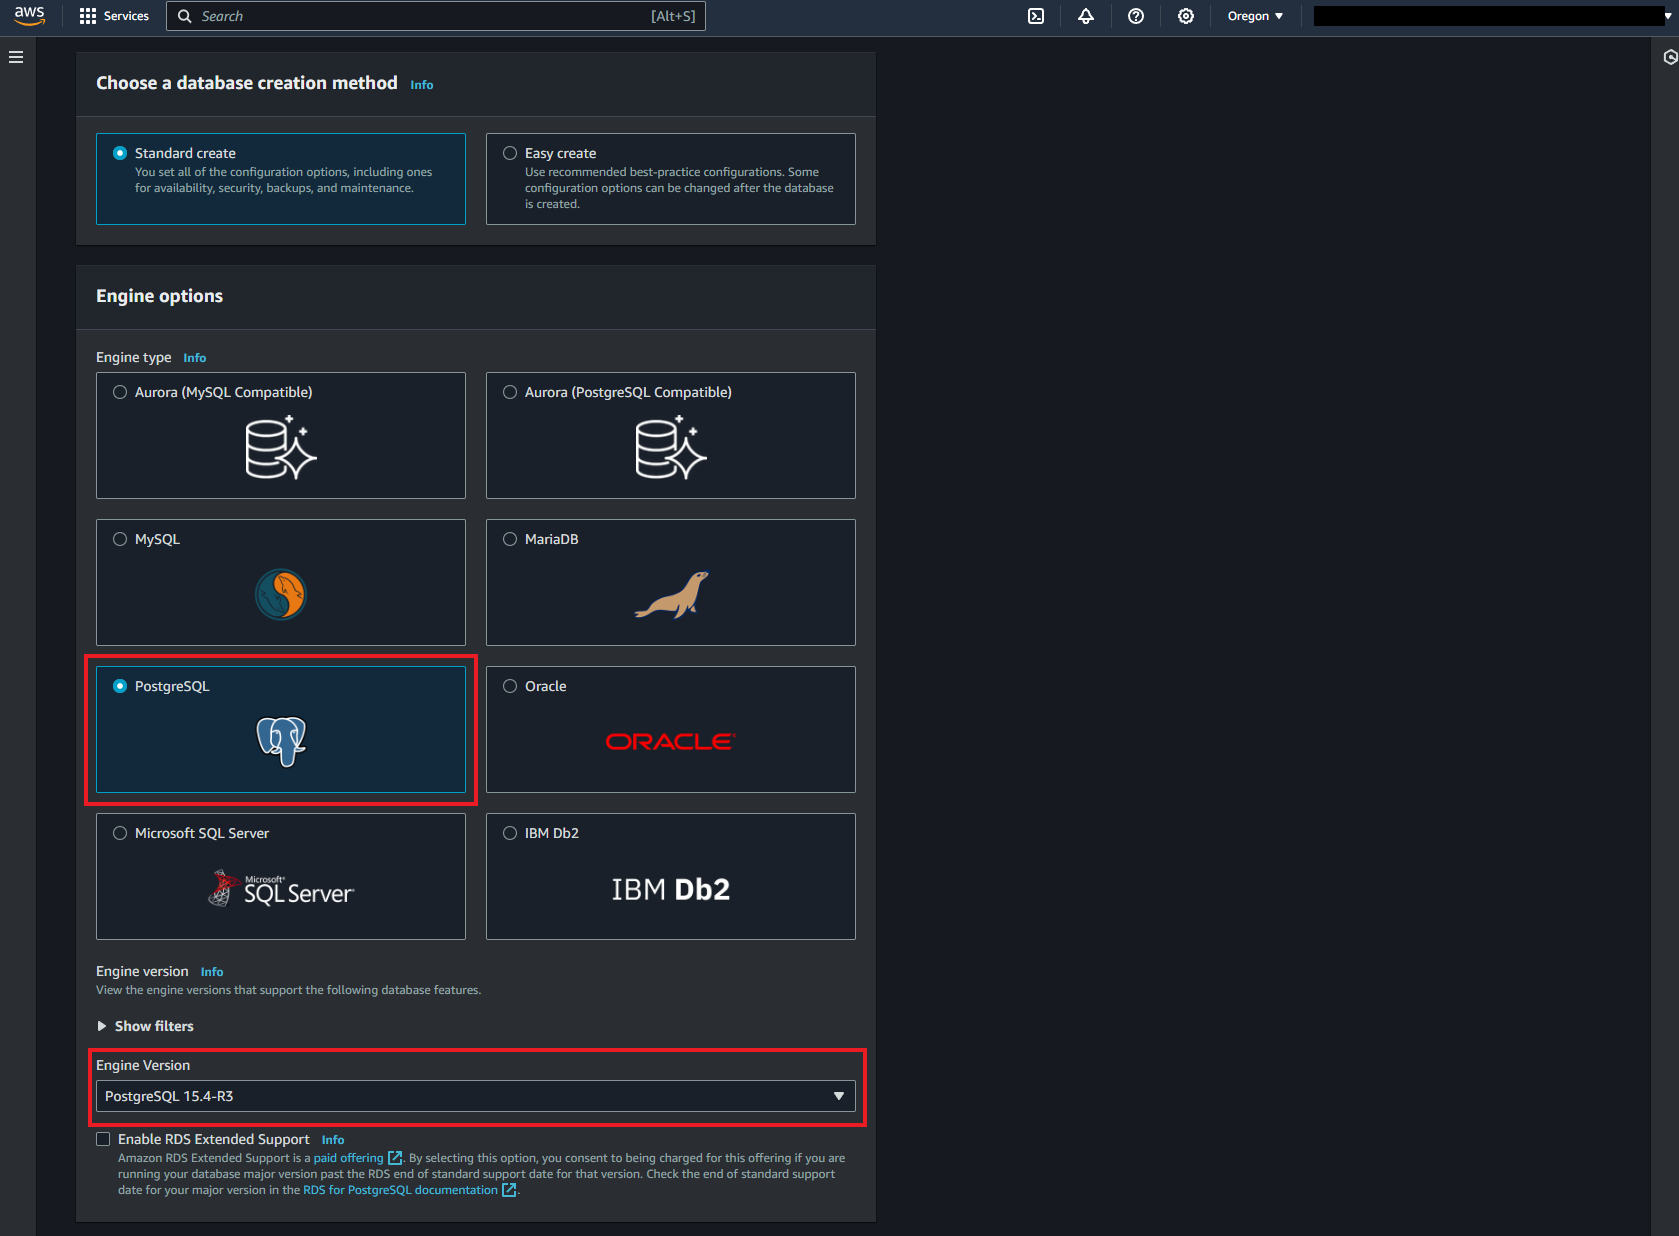 aws
Services
Search
[Alt+S]
Oregon
Choose a database creation method Info
Standard create
You set all of the configuration options, including ones
for availability, security, backups, and maintenance.
Easy create
Use recommended best-practice configurations. Some
configuration options can be changed after the database
is created.
Engine options
Engine type Info
Aurora (MySQL Compatible)
Aurora (PostgreSQL Compatible)
MySQL
MariaDB
PostgreSQL
Oracle
ORACLE
Microsoft SQL Server
Microsoft
SQL Server
IBM Db2
IBM Db2
Engine version Info
View the engine versions that support the following database features.
Show filters
Engine Version
PostgreSQL 15.4-R3
Enable RDS Extended Support Info
Amazon RDS Extended Support is a paid offering. By selecting this option, you consent to being charged for this offering if you are
running your database major version past the RDS end of standard support date for that version. Check the end of standard support
date for your major version in the RDS for PostgreSQL documentation.